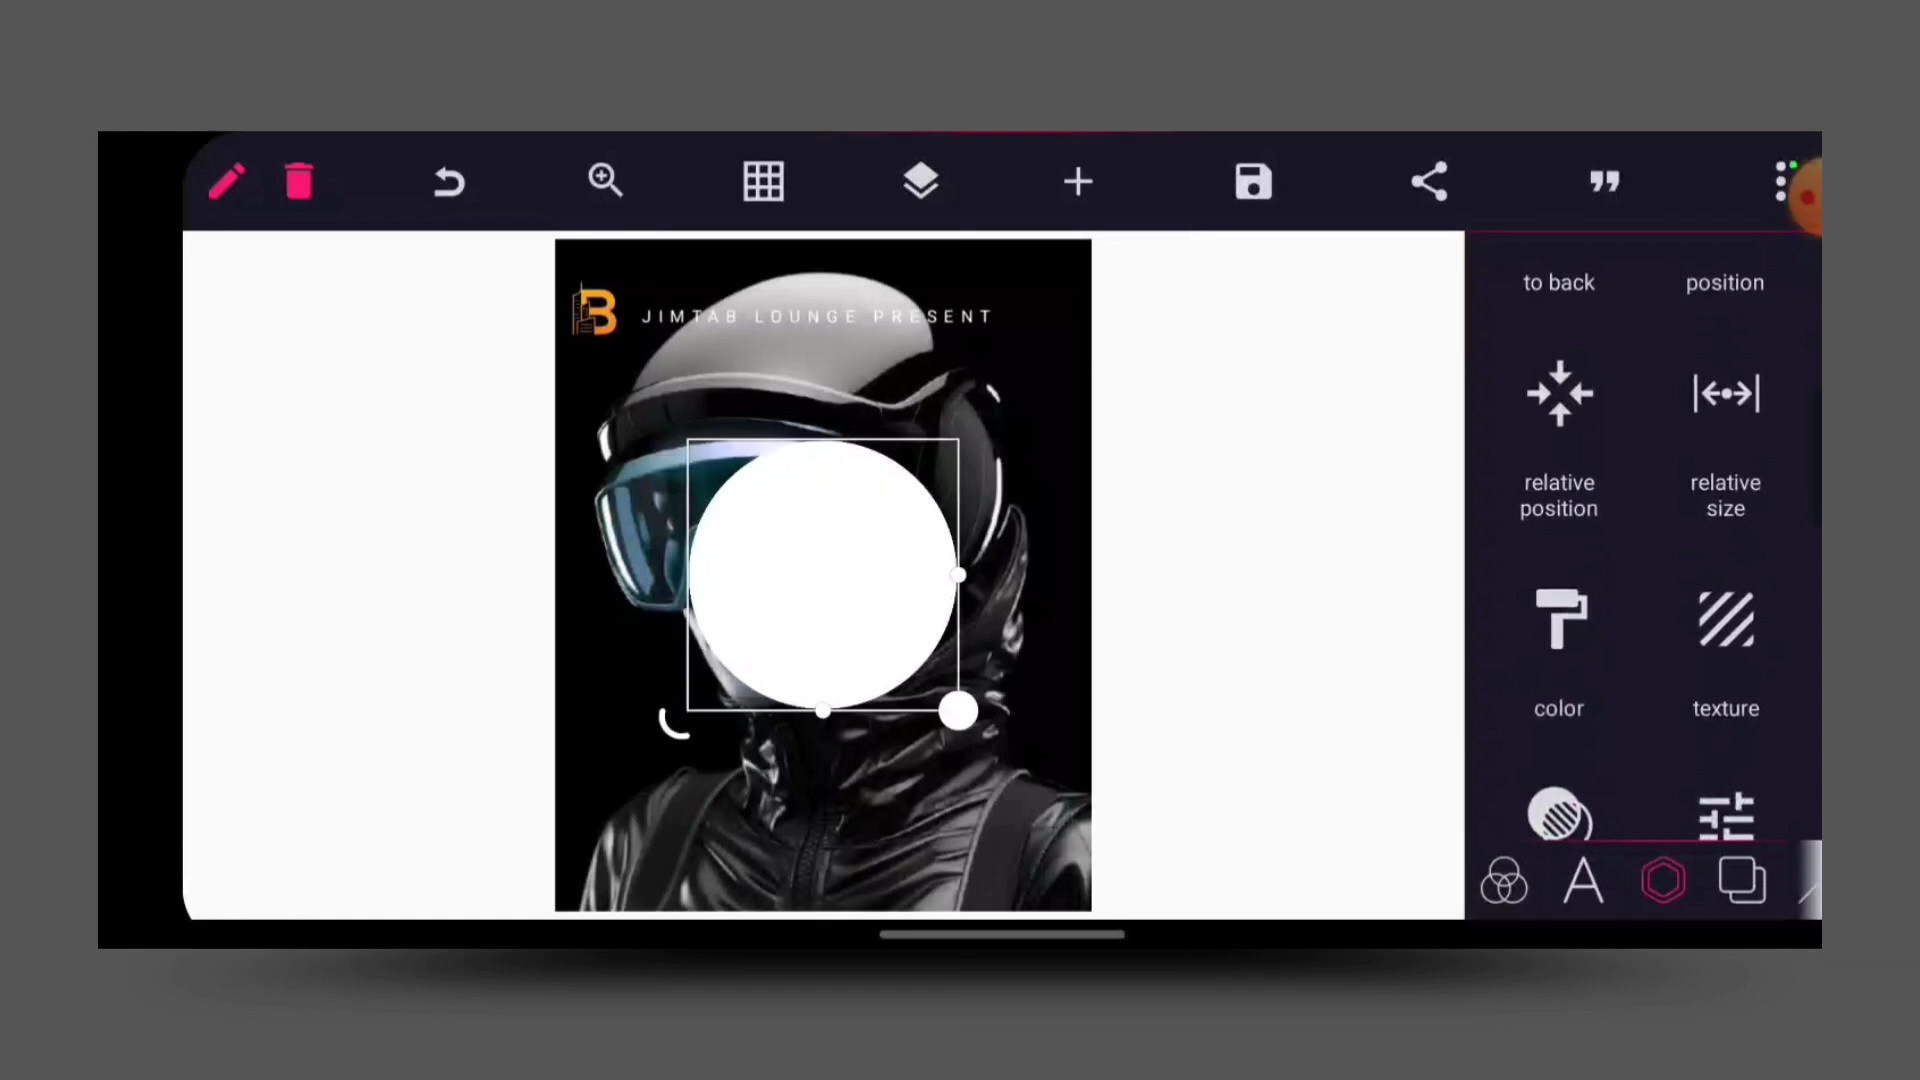 to back
position
B JIMTAB LOUNGE PRESENT
relative
position
relative
size
color
texture